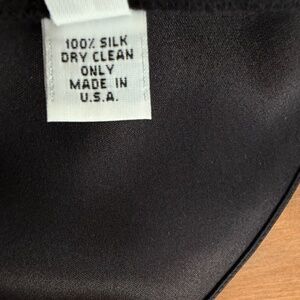 100% SILK
DRY CLEAN
ONLY
MADE IN
U.S.A.